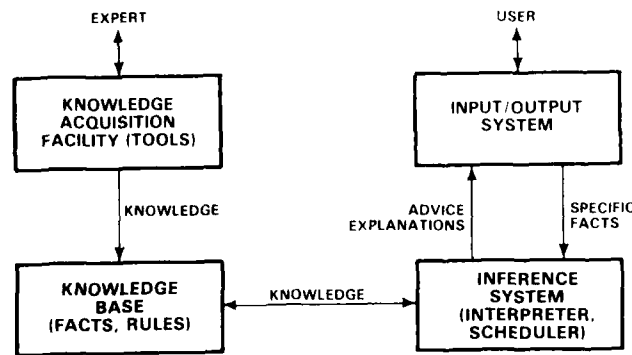 EXPERT
USER
KNOWLEDGE
ACQUISITION
FACILITY (TOOLS)
INPUT/OUTPUT
SYSTEM
KNOWLEDGE
ADVICE
EXPLANATIONS
SPECIFIC
FACTS
KNOWLEDGE
BASE
(FACTS, RULES)
KNOWLEDGE
INFERENCE
SYSTEM
(INTERPRETER,
SCHEDULER)